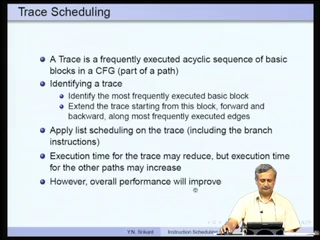 Trace Scheduling
A Trace is a frequently executed acyclic sequence of basic
blocks in a CFG (part of a path)
Identifying a trace
Identify the most frequently executed basic block
Extend the trace starting from this block, forward and
backward, along most frequently executed edges
Apply list scheduling on the trace (including the branch
instructions)
Execution time for the trace may reduce, but execution time
for the other paths may increase
However, overall performance will improve
Y.N. Srikant
Instruction Scheduling